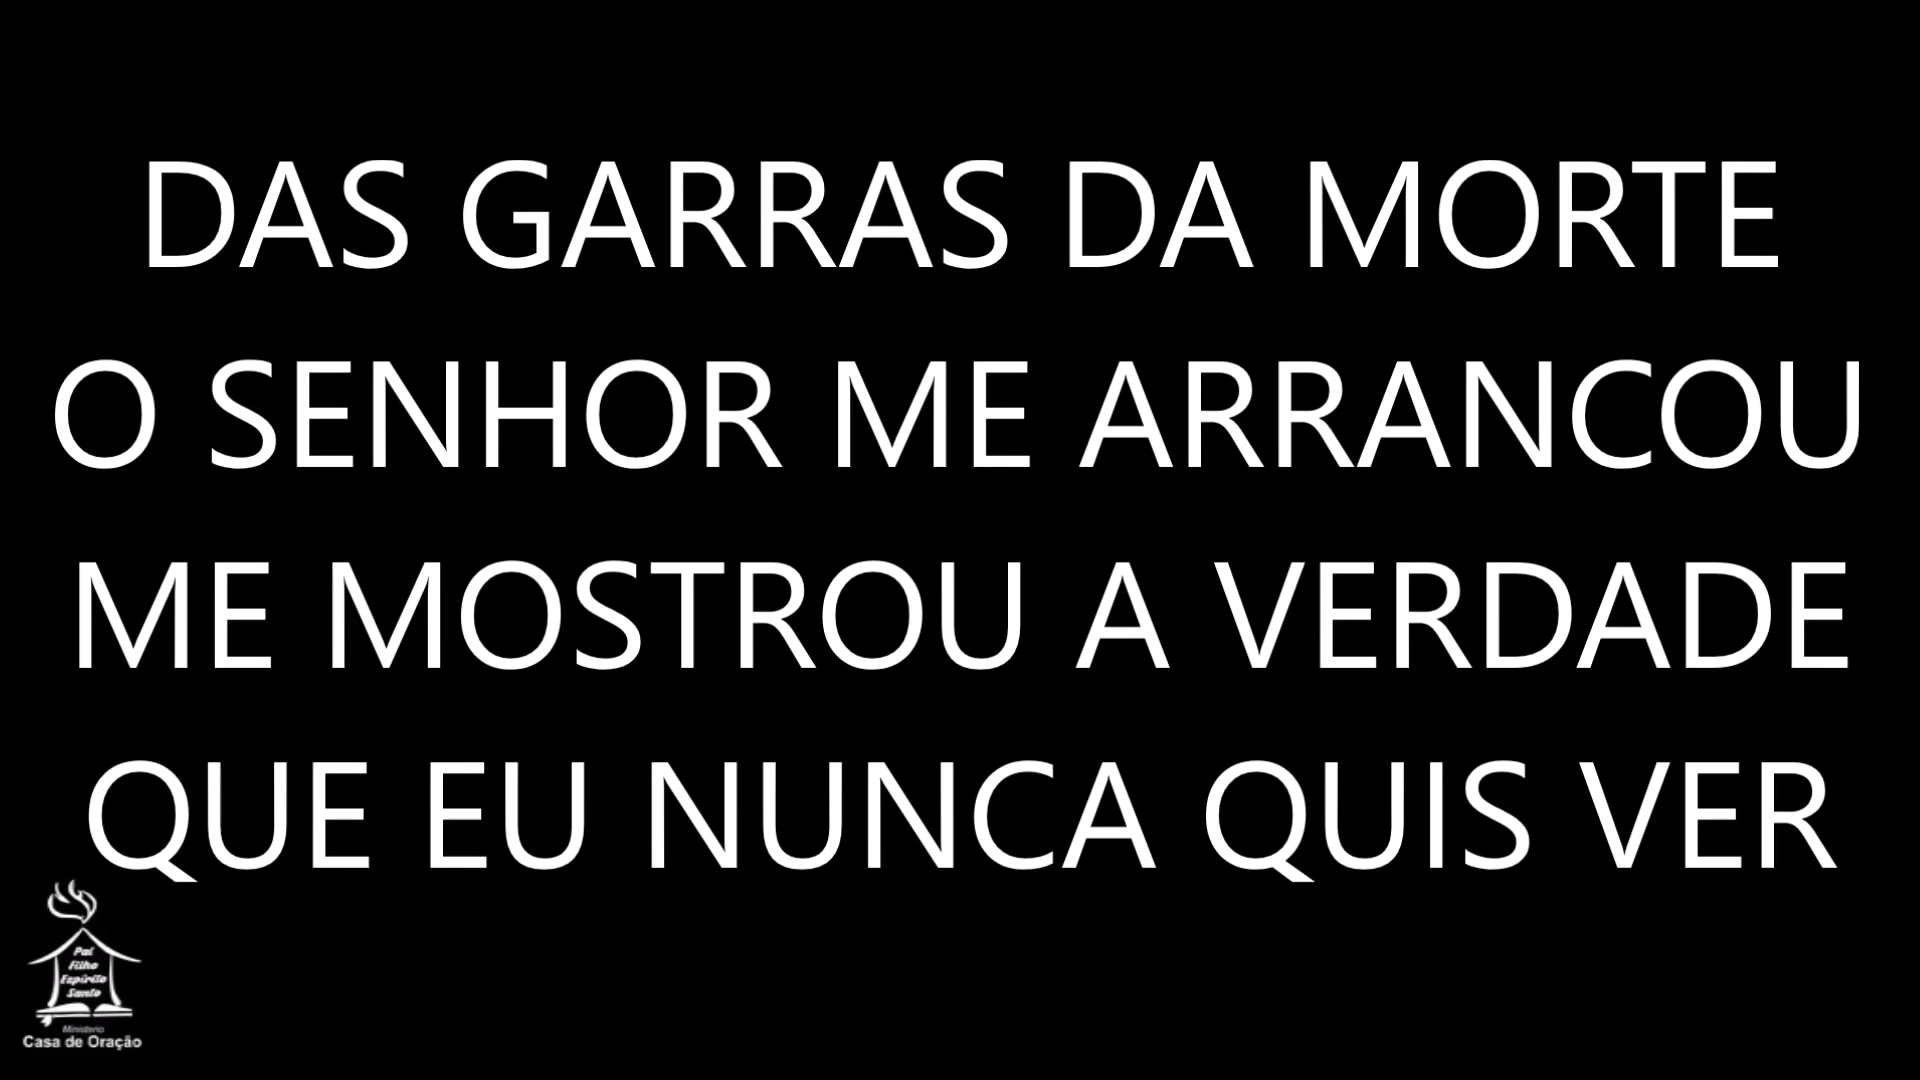 DAS GARRAS DA MORTE
O SENHOR ME ARRANCOU
ME MOSTROU A VERDADE
QUE EU NUNCA QUIS VER
Pai
Filho
Espírito
Santo
Ministerio
Casa de Oração